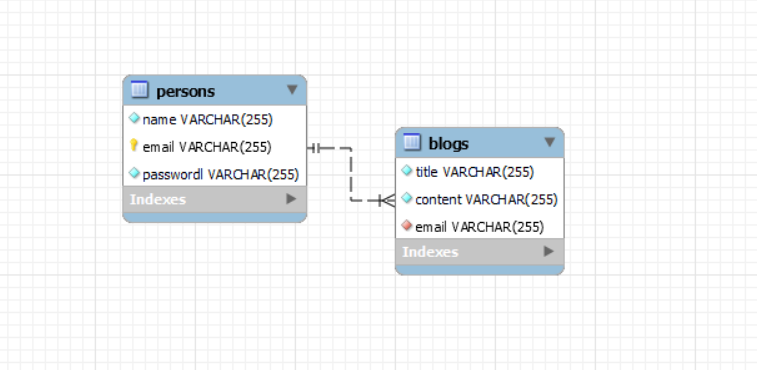 persons
name VARCHAR(255)
email VARCHAR(255)
passwordl VARCHAR(255)
Indexes
blogs
title VARCHAR(255)
content VARCHAR(255)
email VARCHAR(255)
Indexes